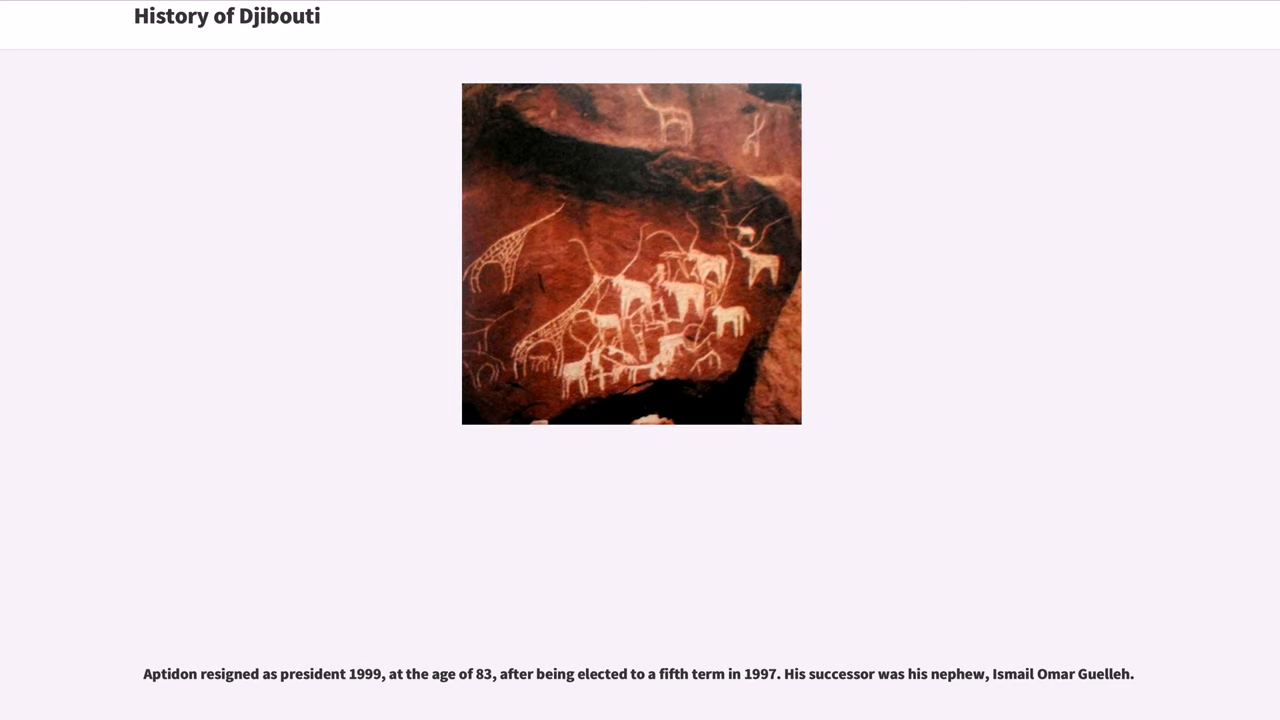 History of Djibouti
Aptidon resigned as president 1999, at the age of 83, after being elected to a fifth term in 1997. His successor was his nephew, Ismail Omar Guelleh.